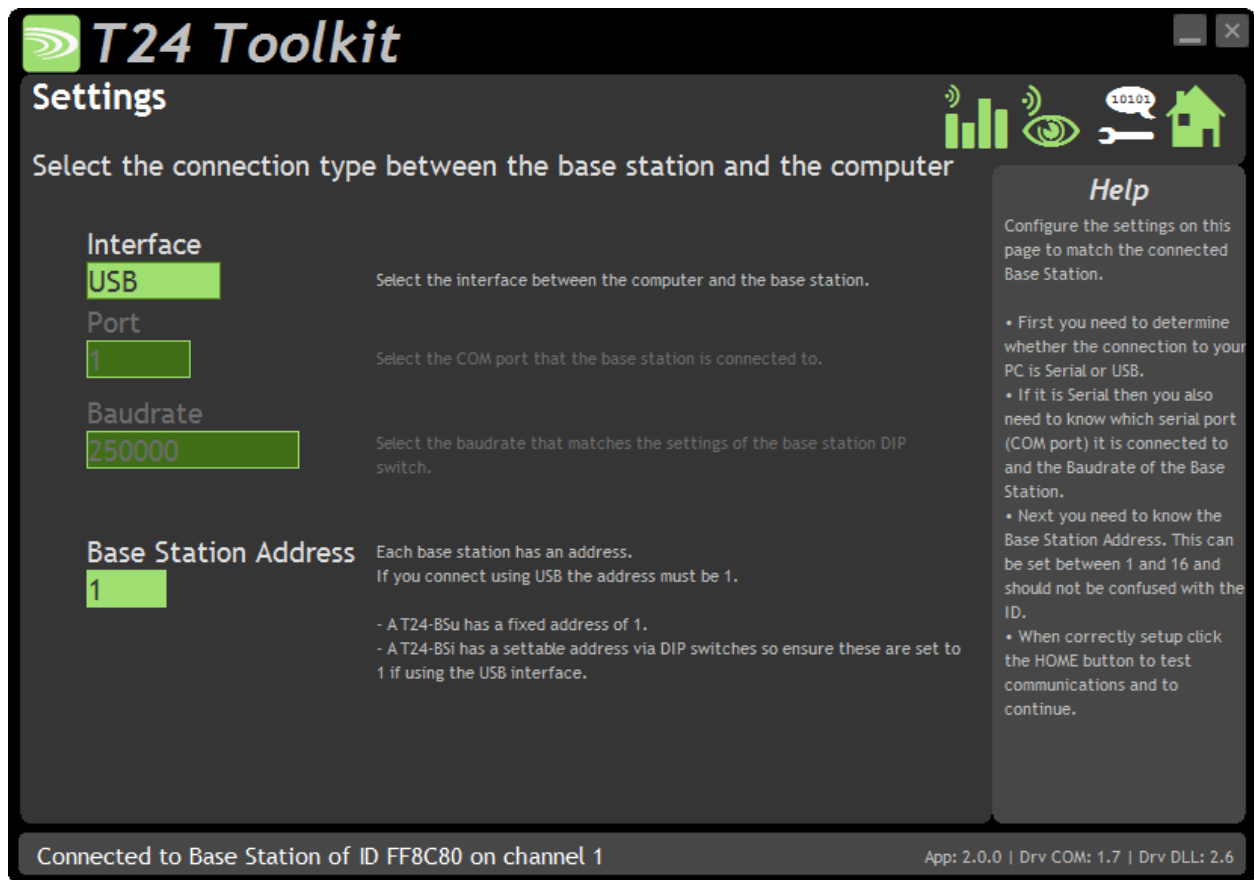 T24 Toolkit
Settings
10101
Select the connection type between the base station and the computer
Interface
USB
Select the interface between the computer and the base station.
Port
1
Select the COM port that the base station is connected to.
Baudrate
250000
Select the baudrate that matches the settings of the base station DIP
switch.
Base Station Address
1
Each base station has an address.
If you connect using USB the address must be 1.
- A T24-BSu has a fixed address of 1.
- A T24-BSi has a settable address via DIP switches so ensure these are set to
1 if using the USB interface.
Help
Configure the settings on this
page to match the connected
Base Station.
• First you need to determine
whether the connection to your
PC is Serial or USB.
• If it is Serial then you also
need to know which serial port
(COM port) it is connected to
and the Baudrate of the Base
Station.
• Next you need to know the
Base Station Address. This can
be set between 1 and 16 and
should not be confused with the
ID.
• When correctly setup click
the HOME button to test
communications and to
continue.
Connected to Base Station of ID FF8C80 on channel 1
App: 2.0.0 | Drv COM: 1.7 | Drv DLL: 2.6